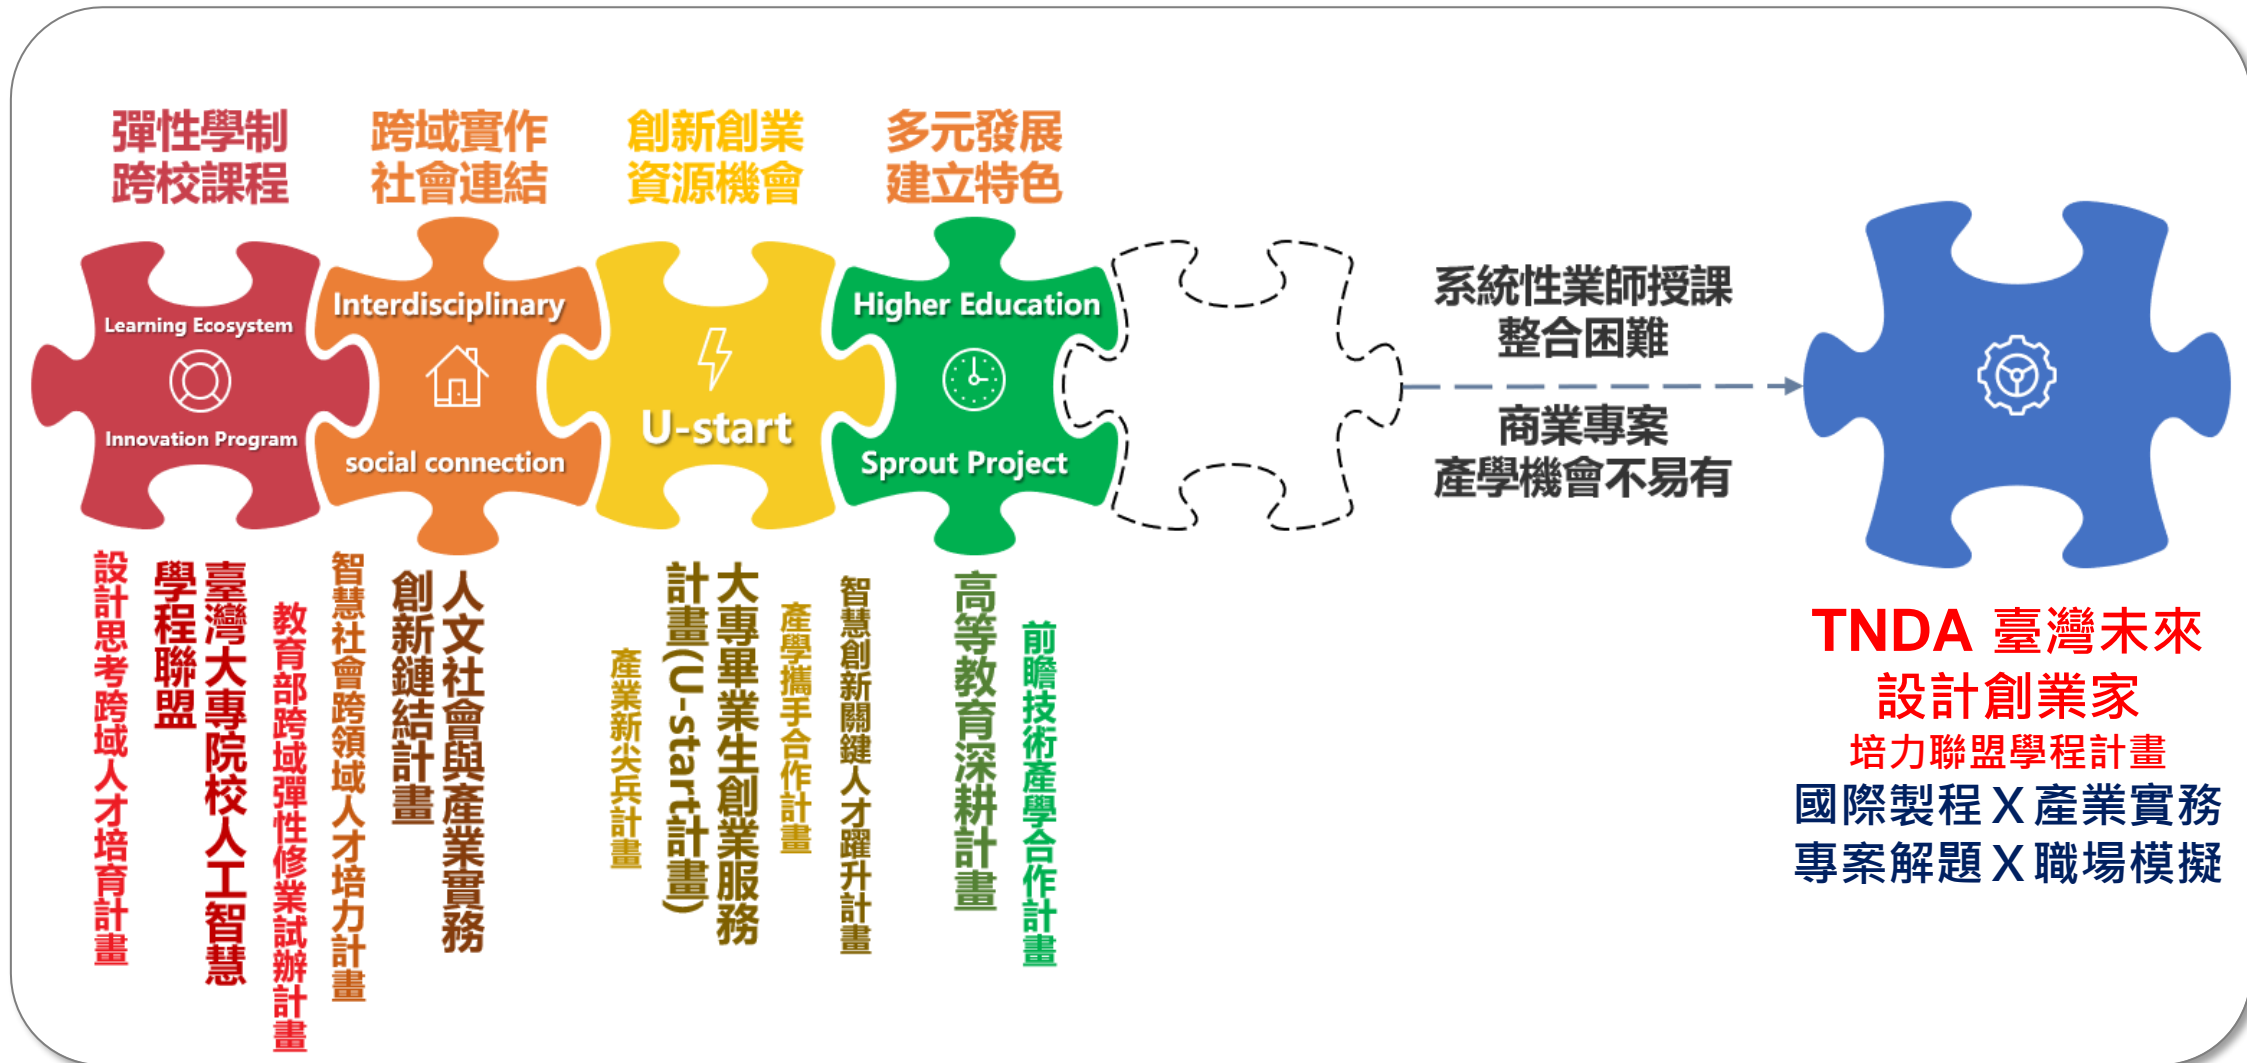 彈性學制
跨校課程
跨域實作
社會連結
創新創業
資源機會
多元發展
建立特色
Learning Ecosystem
Innovation Program
Interdisciplinary
social connection
U-start
Higher Education
Sprout Project
系統性業師授課
整合困難
商業專案
產學機會不易有
設計思考跨域人才培育計畫
臺灣大專院校人工智慧
學程聯盟
教育部跨域彈性修業試辦計畫
智慧社會跨領域人才培力計畫
人文社會與產業實務
創新鏈結計畫
產業新尖兵計畫
大專畢業生創業服務
計畫(U-start計畫)
產學攜手合作計畫
智慧創新關鍵人才躍升計畫
高等教育深耕計畫
前瞻技術產學合作計畫
TNDA 臺灣未來
設計創業家
培力聯盟學程計畫
國際製程X產業實務
專案解題X職場模擬